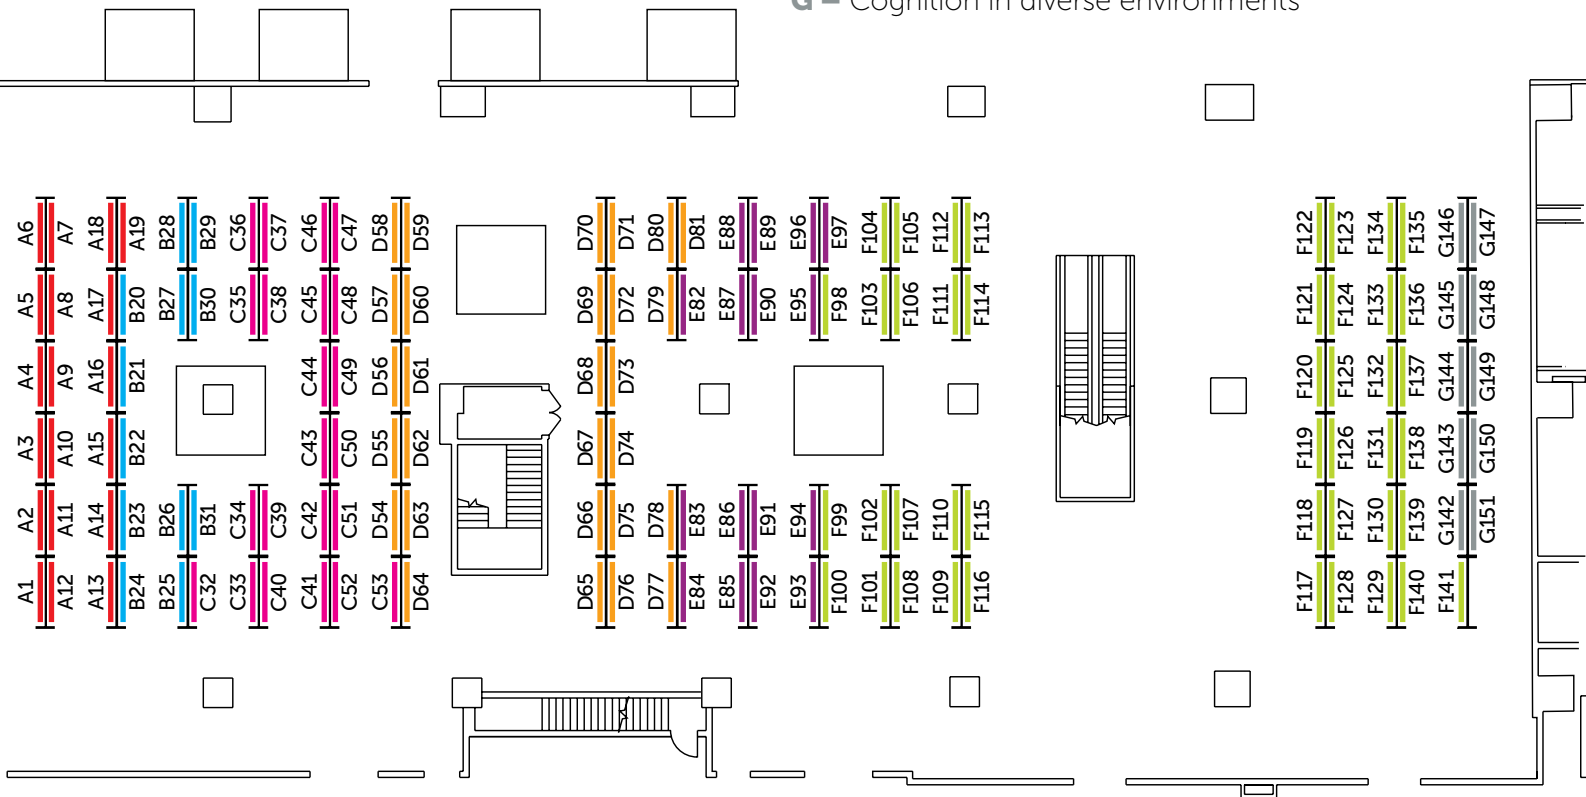 G – Cognition in diverse environments
A6 A7 A18 A19 B28 B29 C36 C37 C46 C47 D58 D59 D70 D71 D80 D81 E88 E89 E96 E97 F104 F105 F112 F113 F122 F123 F134 F135 G146 G147
A5 A8 A17 B20 B27 B30 C35 C38 C45 C48 D57 D60 D69 D72 D79 E82 E87 E90 E95 F98 F103 F106 F111 F114 F121 F124 F133 F136 G145 G148
A4 A9 A16 B21 C44 C49 D56 D61 D68 D73 F120 F125 F132 F137 G144 G149
A3 A10 A15 B22 C43 C50 D55 D62 D67 D74 F119 F126 F131 F138 G143 G150
A2 A11 A14 B23 B26 B31 C34 C39 C42 C51 D54 D63 D66 D75 D78 E83 E86 E91 E94 F99 F102 F107 F110 F115 F118 F127 F130 F139 G142 G151
A1 A12 A13 B24 B25 C32 C33 C40 C41 C52 C53 D64 D65 D76 D77 E84 E85 E92 E93 F100 F101 F108 F109 F116 F117 F128 F129 F140 F141